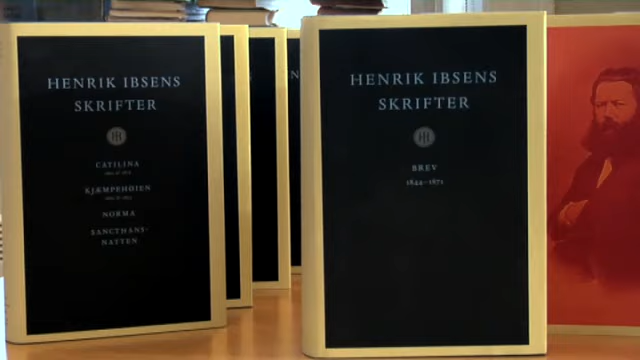 HENRIK IBSENS
SKRIFTER
CATILINA
KJÆMPEHØIEN
NORMA
SANCTHANS-
NATTEN
N
HENRIK IBSENS
SKRIFTER
BREV
1844–1871